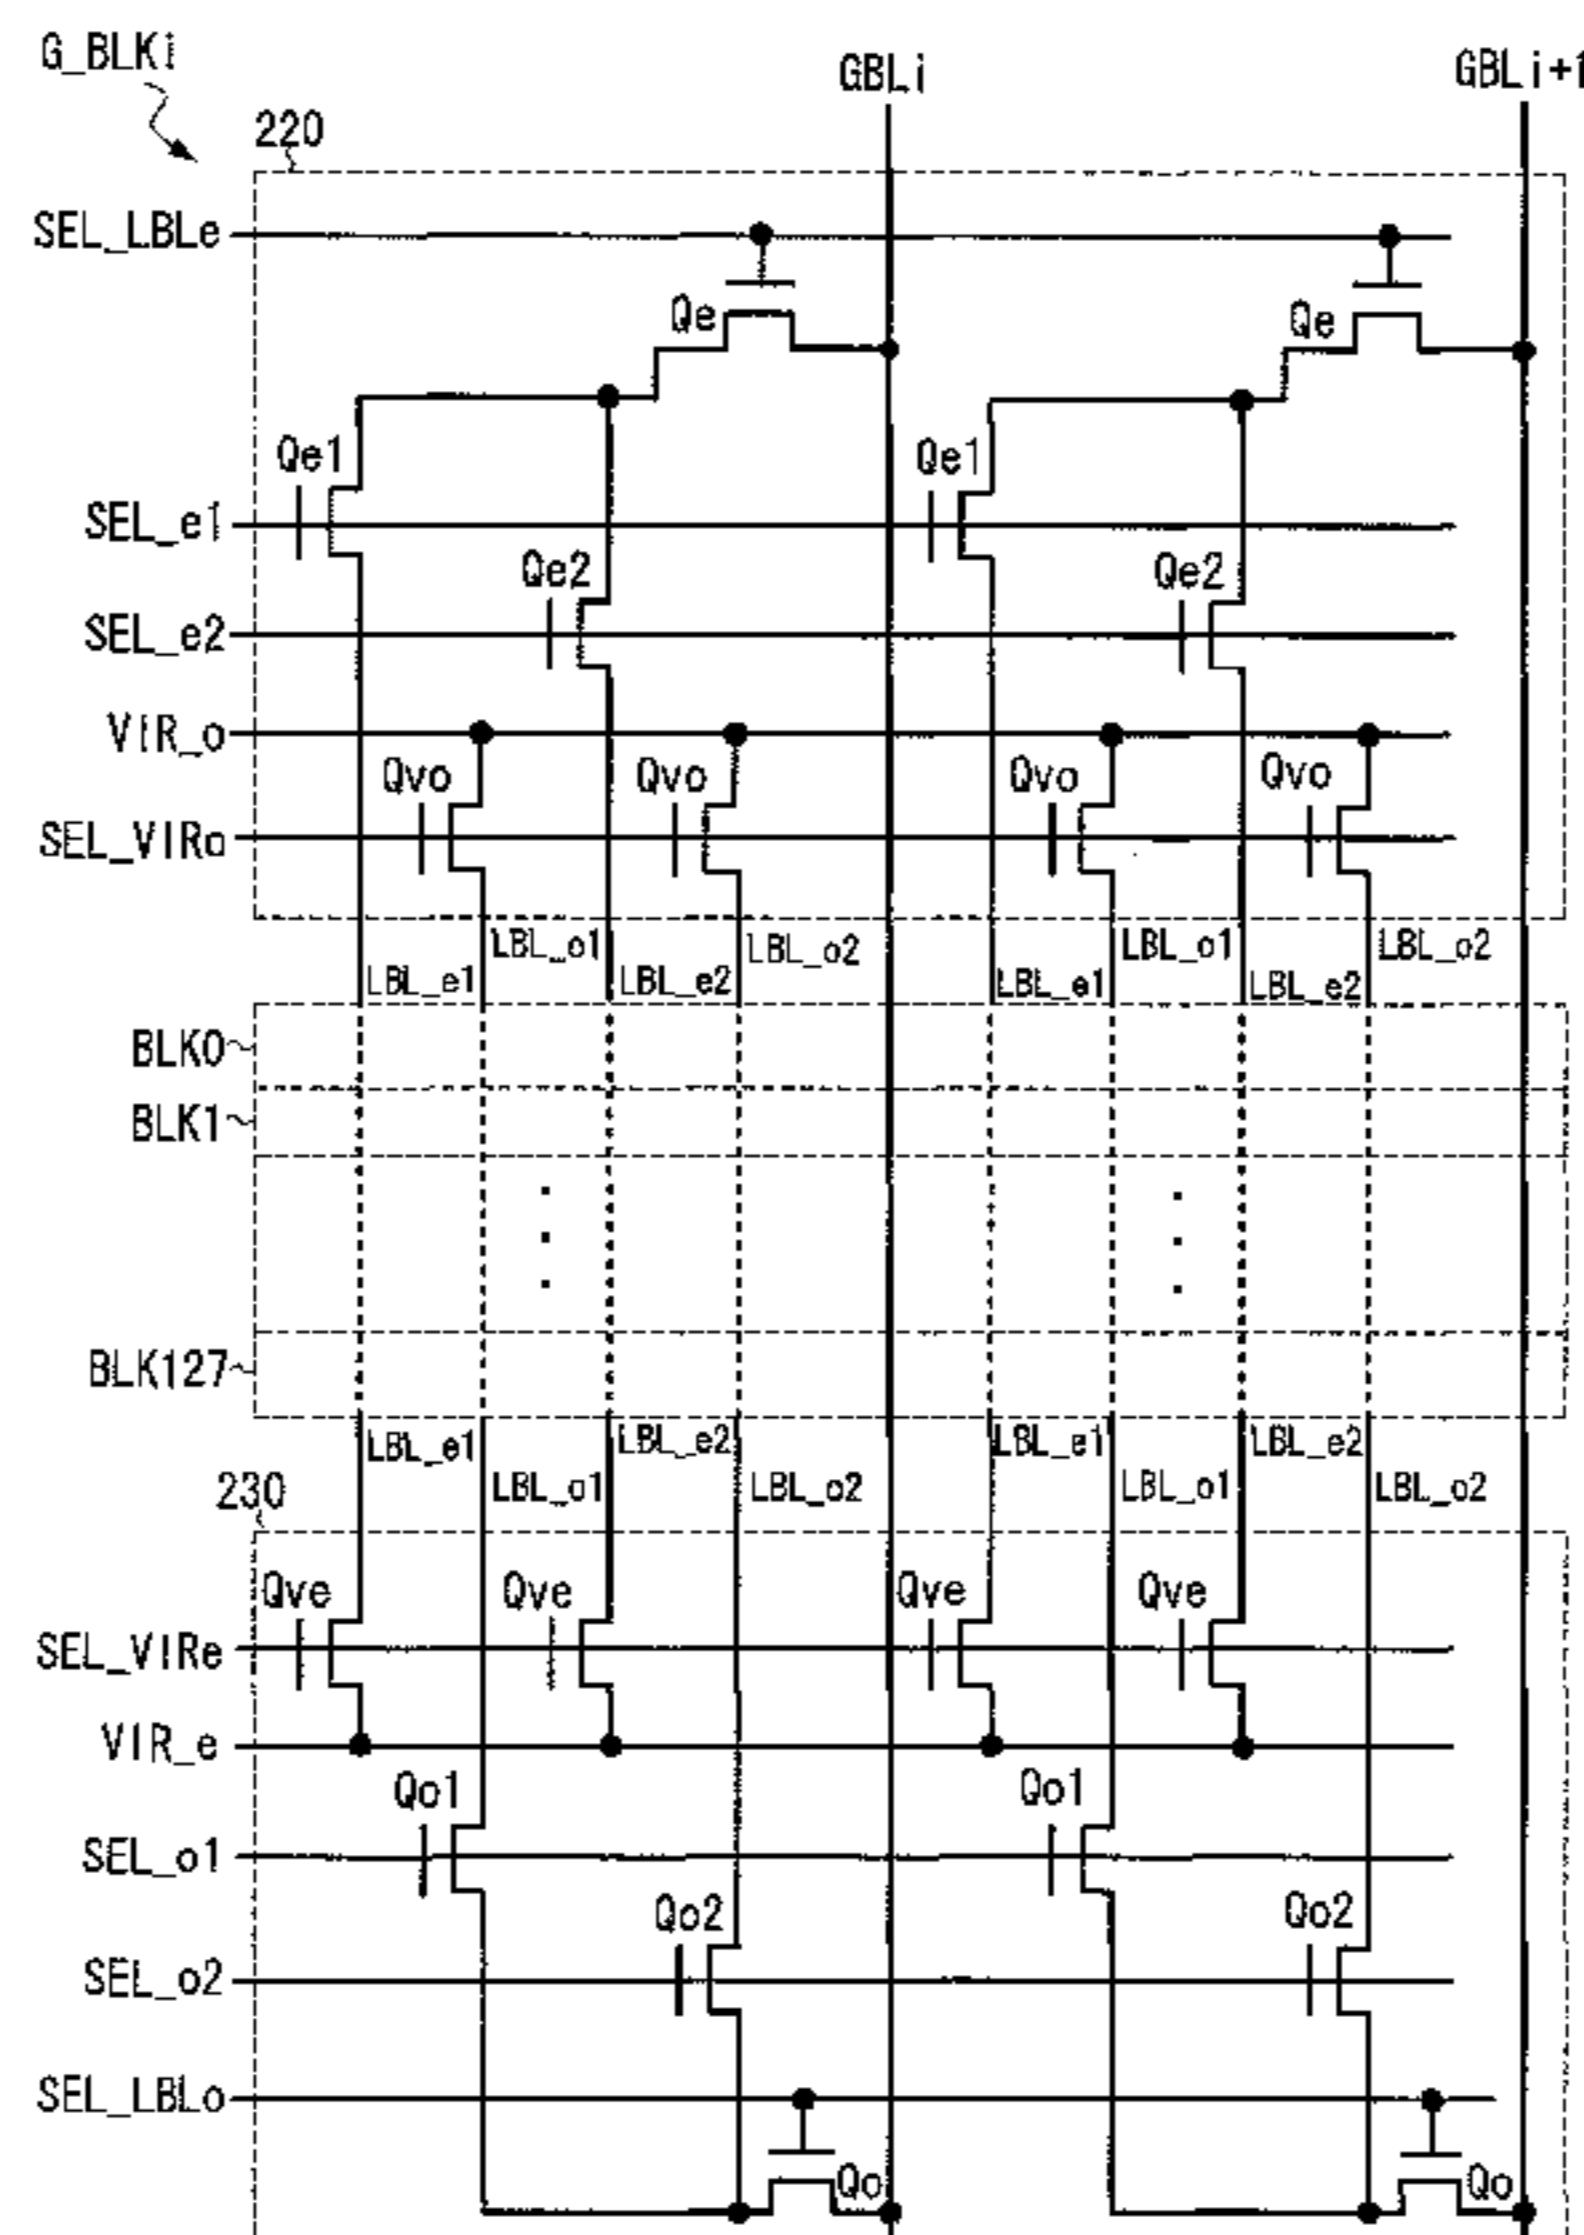 G_BLKi
GBLi
GBLi+1
220
SEL_LBLe
Qe
Qe
Qe1
Qe1
SEL_e1
Qe2
Qe2
SEL_e2
VIR_o
Qvo
Qvo
Qvo
Qvo
SEL_VIRo
LBL_o1
LBL_o2
LBL_o1
LBL_o2
LBL_e1
LBL_e2
LBL_e1
LBL_e2
BLK0
BLK1
BLK127
LBL_e1
LBL_e2
LBL_e1
LBL_e2
230
LBL_o1
LBL_o2
LBL_o1
LBL_o2
Qve
Qve
Qve
Qve
SEL_VIRe
VIR_e
Qo1
Qo1
SEL_o1
Qo2
Qo2
SEL_o2
SEL_LBLo
Qo
Qo